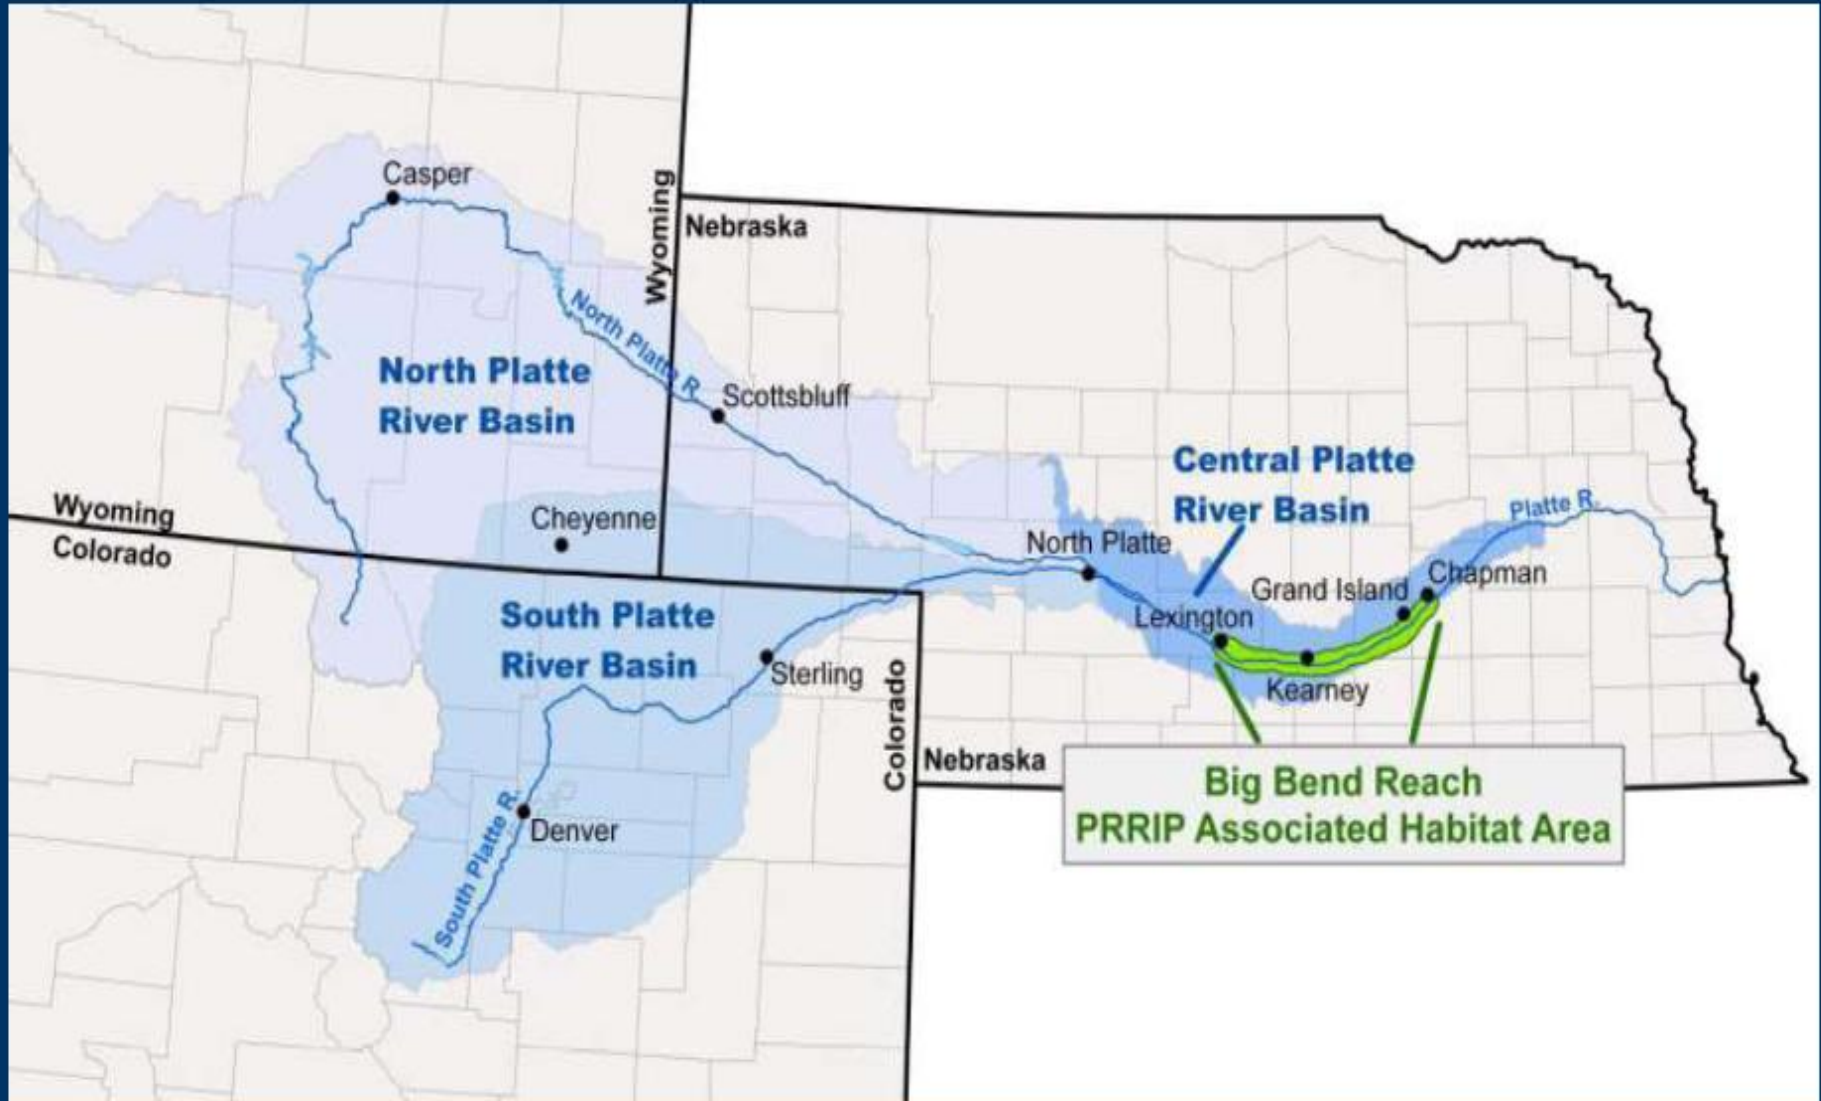 Casper
Wyoming
Nebraska
North Platte R.
North Platte
River Basin
Scottsbluff
Central Platte
River Basin
Platte R.
Wyoming
Colorado
Cheyenne
North Platte
Grand Island
Chapman
Lexington
South Platte
River Basin
Sterling
Kearney
Colorado
Nebraska
Big Bend Reach
PRRIP Associated Habitat Area
South Platte R.
Denver